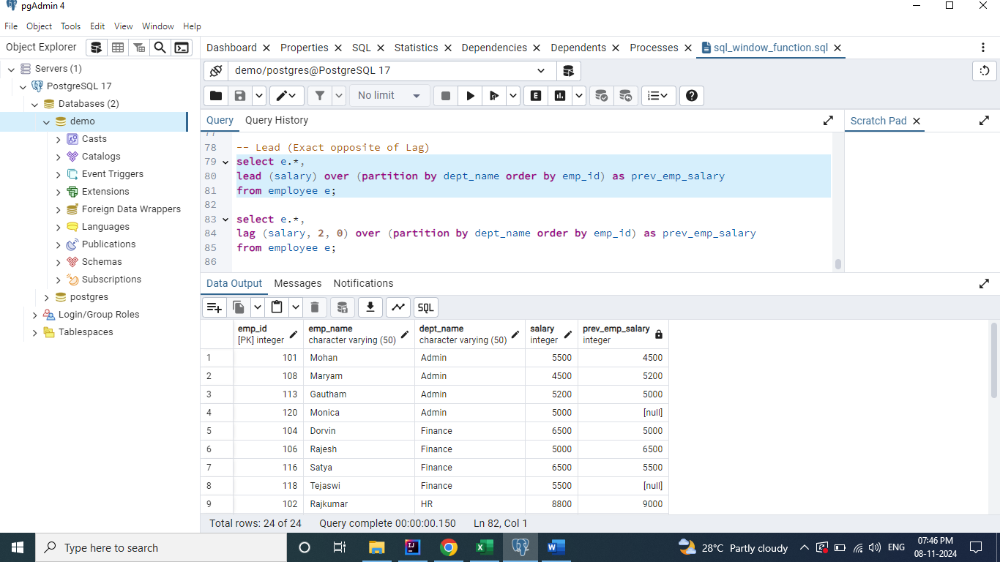 pgAdmin 4
File Object Tools Edit View Window Help
Object Explorer
Dashboard Properties SQL Statistics Dependencies Dependents Processes sql_window_function.sql
Servers (1)
PostgreSQL 17
Databases (2)
demo
Casts
Catalogs
Event Triggers
Extensions
Foreign Data Wrappers
Languages
Publications
Schemas
Subscriptions
postgres
Login/Group Roles
Tablespaces
demo/postgres@PostgreSQL 17
No limit
E
Query Query History
Scratch Pad
77
78 -- Lead (Exact opposite of Lag)
79 select e.*,
80 lead (salary) over (partition by dept_name order by emp_id) as prev_emp_salary
81 from employee e;
82
83 select e.*,
84 lag (salary, 2, 0) over (partition by dept_name order by emp_id) as prev_emp_salary
85 from employee e;
86
Data Output Messages Notifications
SQL
emp_id emp_name dept_name salary prev_emp_salary
[PK] integer character varying (50) character varying (50) integer integer
1 101 Mohan Admin 5500 4500
2 108 Maryam Admin 4500 5200
3 113 Gautham Admin 5200 5000
4 120 Monica Admin 5000 [null]
5 104 Dorvin Finance 6500 5000
6 106 Rajesh Finance 5000 6500
7 116 Satya Finance 6500 5500
8 118 Tejaswi Finance 5500 [null]
9 102 Rajkumar HR 8800 9000
Total rows: 24 of 24 Query complete 00:00:00.150 Ln 82, Col 1
Type here to search
28°C Partly cloudy
ENG
07:46 PM
08-11-2024